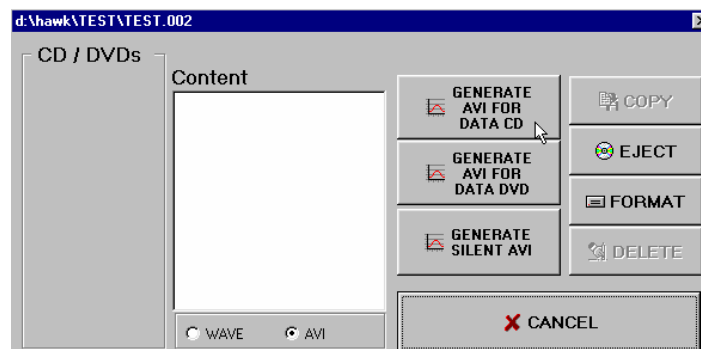 d:\hawk\TEST\TEST.002
CD / DVDs
Content
GENERATE
AVI FOR
DATA CD
COPY
GENERATE
AVI FOR
DATA DVD
EJECT
FORMAT
GENERATE
SILENT AVI
DELETE
WAVE
AVI
CANCEL